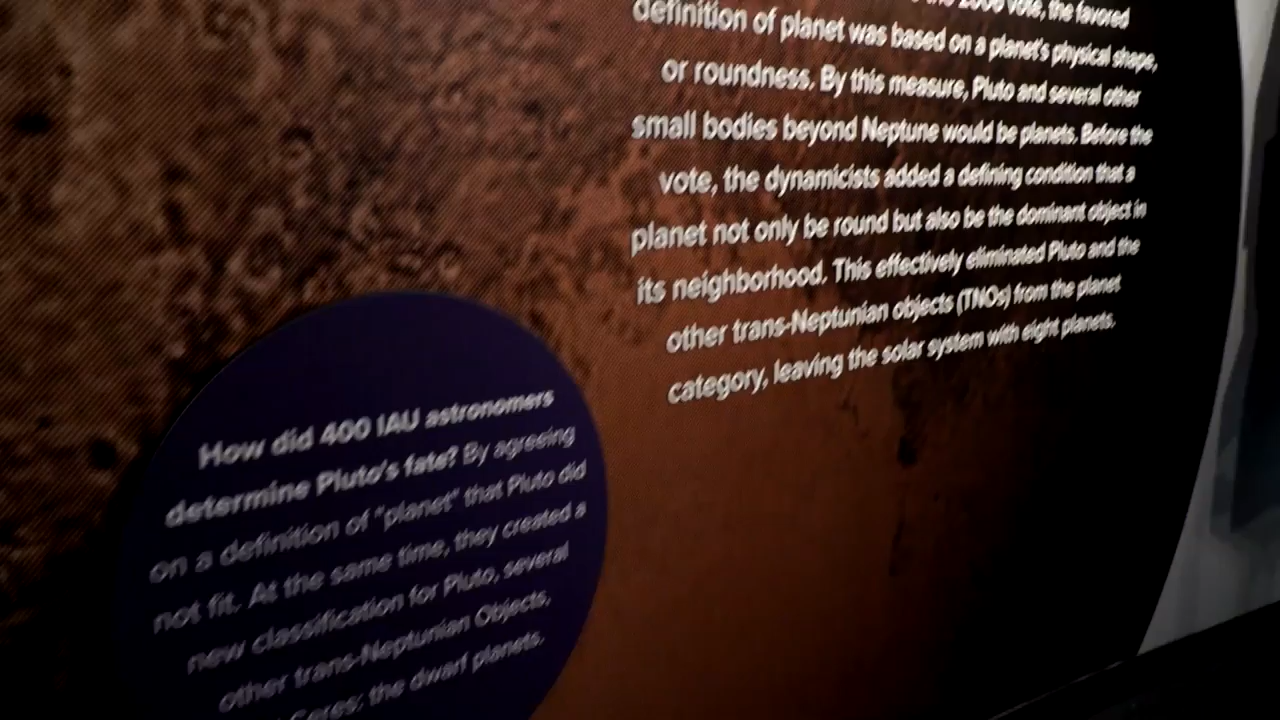 2006 vote, the favored
definition of planet was based on a planet's physical shape,
or roundness. By this measure, Pluto and several other
small bodies beyond Neptune would be planets. Before the
vote, the dynamicists added a defining condition that a
planet not only be round but also be the dominant object in
its neighborhood. This effectively eliminated Pluto and the
other trans-Neptunian objects (TNOs) from the planet
category, leaving the solar system with eight planets.
How did 400 IAU astronomers
determine Pluto's fate? By agreeing
on a definition of "planet" that Pluto did
not fit. At the same time, they created a
new classification for Pluto, several
other trans-Neptunian Objects,
Ceres: the dwarf planets.